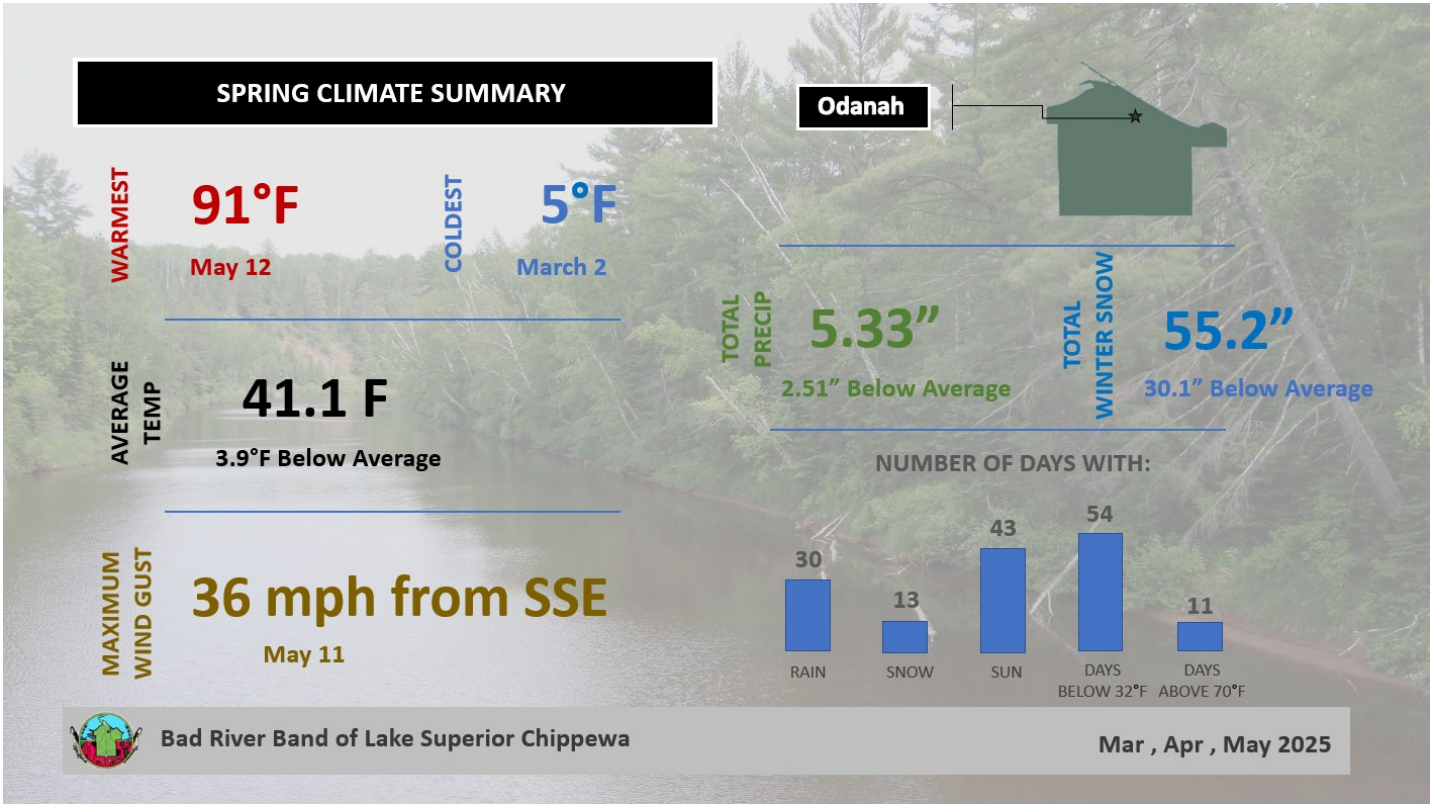 SPRING CLIMATE SUMMARY
Odanah
WARMEST
91°F
May 12
COLDEST
5°F
March 2
AVERAGE
TEMP
41.1 F
3.9°F Below Average
MAXIMUM
WIND GUST
36 mph from SSE
May 11
TOTAL
PRECIP
5.33”
2.51” Below Average
TOTAL
WINTER SNOW
55.2”
30.1” Below Average
NUMBER OF DAYS WITH:
30
13
43
54
11
RAIN
SNOW
SUN
DAYS
BELOW 32°F
DAYS
ABOVE 70°F
Bad River Band of Lake Superior Chippewa
Mar , Apr , May 2025